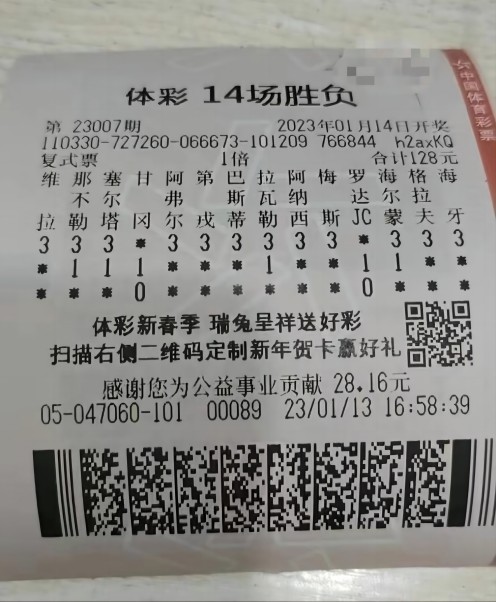 体彩 14场胜负
第 23007期 2023年01月14日开奖
110330-727260-066673-101209 766844 h2axKQ
复式票 1倍 合计128元
维 那 塞 甘 阿 第 巴 拉 阿 梅 罗 海 格 海
不 尔 弗 斯 瓦 纳 达 尔 拉
拉 勒 塔 冈 尔 戎 蒂 勒 西 斯 JC 蒙 夫 牙
3 3 3 * 3 3 3 3 3 3 * 3 3 3
* 1 1 1 * * * 1 * * 1 1 * *
* * * 0 * * * * * * 0 * * *
体彩新春季 瑞兔呈祥送好彩
扫描右侧二维码定制新年贺卡赢好礼
感谢您为公益事业贡献 28.16元
05-047060-101 00089 23/01/13 16:58:39
中国体育彩票